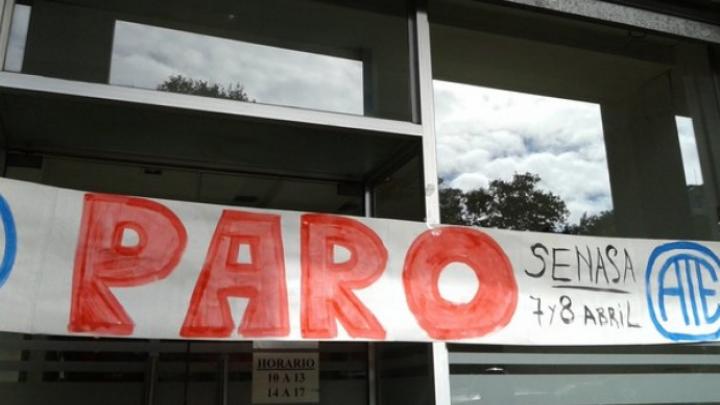 PARO
SENASA
7 y 8 ABRIL
ATE
HORARIO
10 A 13
14 A 17